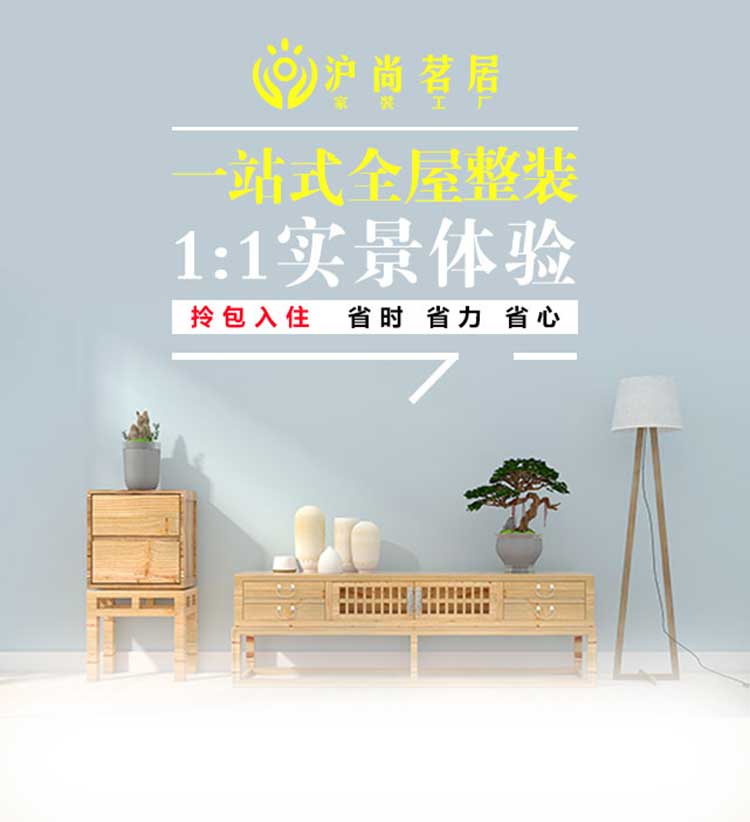 沪尚茗居
家裝工厂
一站式全屋整装
1:1实景体验
拎包入住 省时 省力 省心